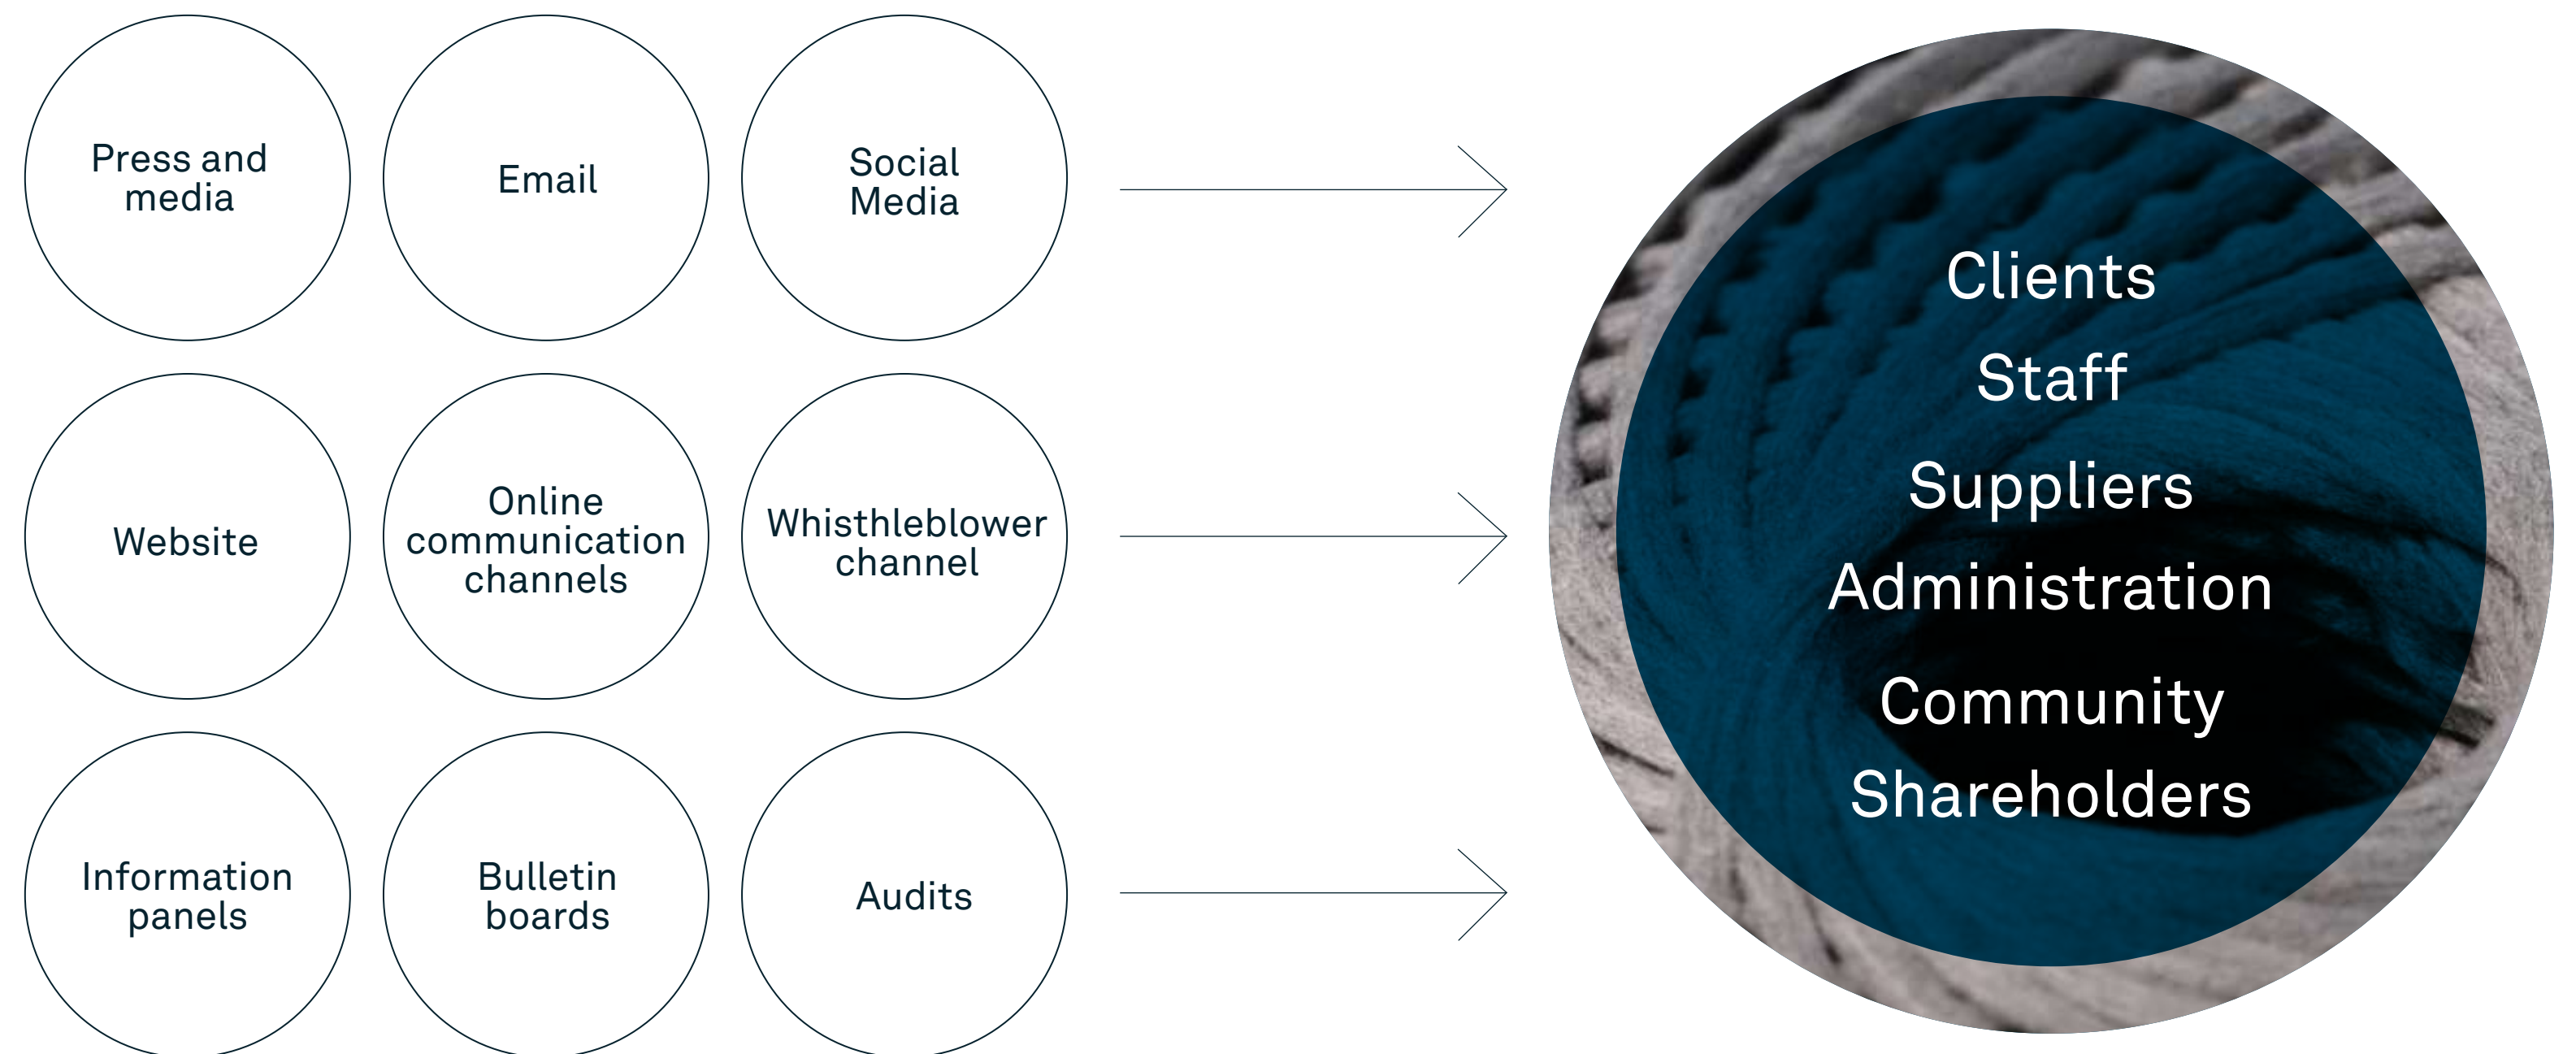 Press and
media
Email
Social
Media
Website
Online
communication
channels
Whisthleblower
channel
Information
panels
Bulletin
boards
Audits
Clients
Staff
Suppliers
Administration
Community
Shareholders